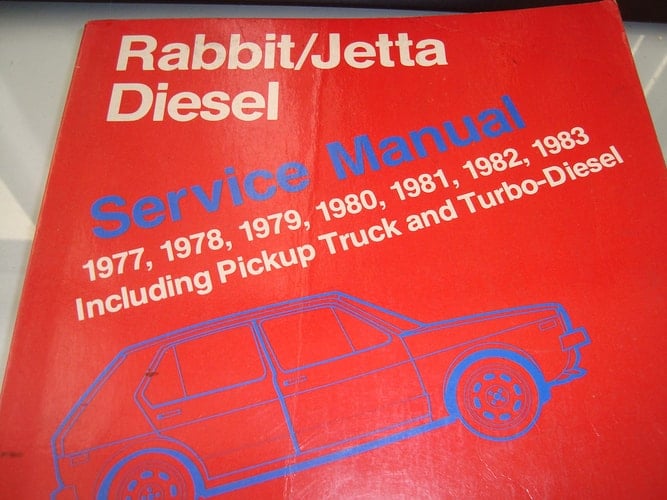 Rabbit/Jetta
Diesel
Service Manual
1977, 1978, 1979, 1980, 1981, 1982, 1983
Including Pickup Truck and Turbo-Diesel